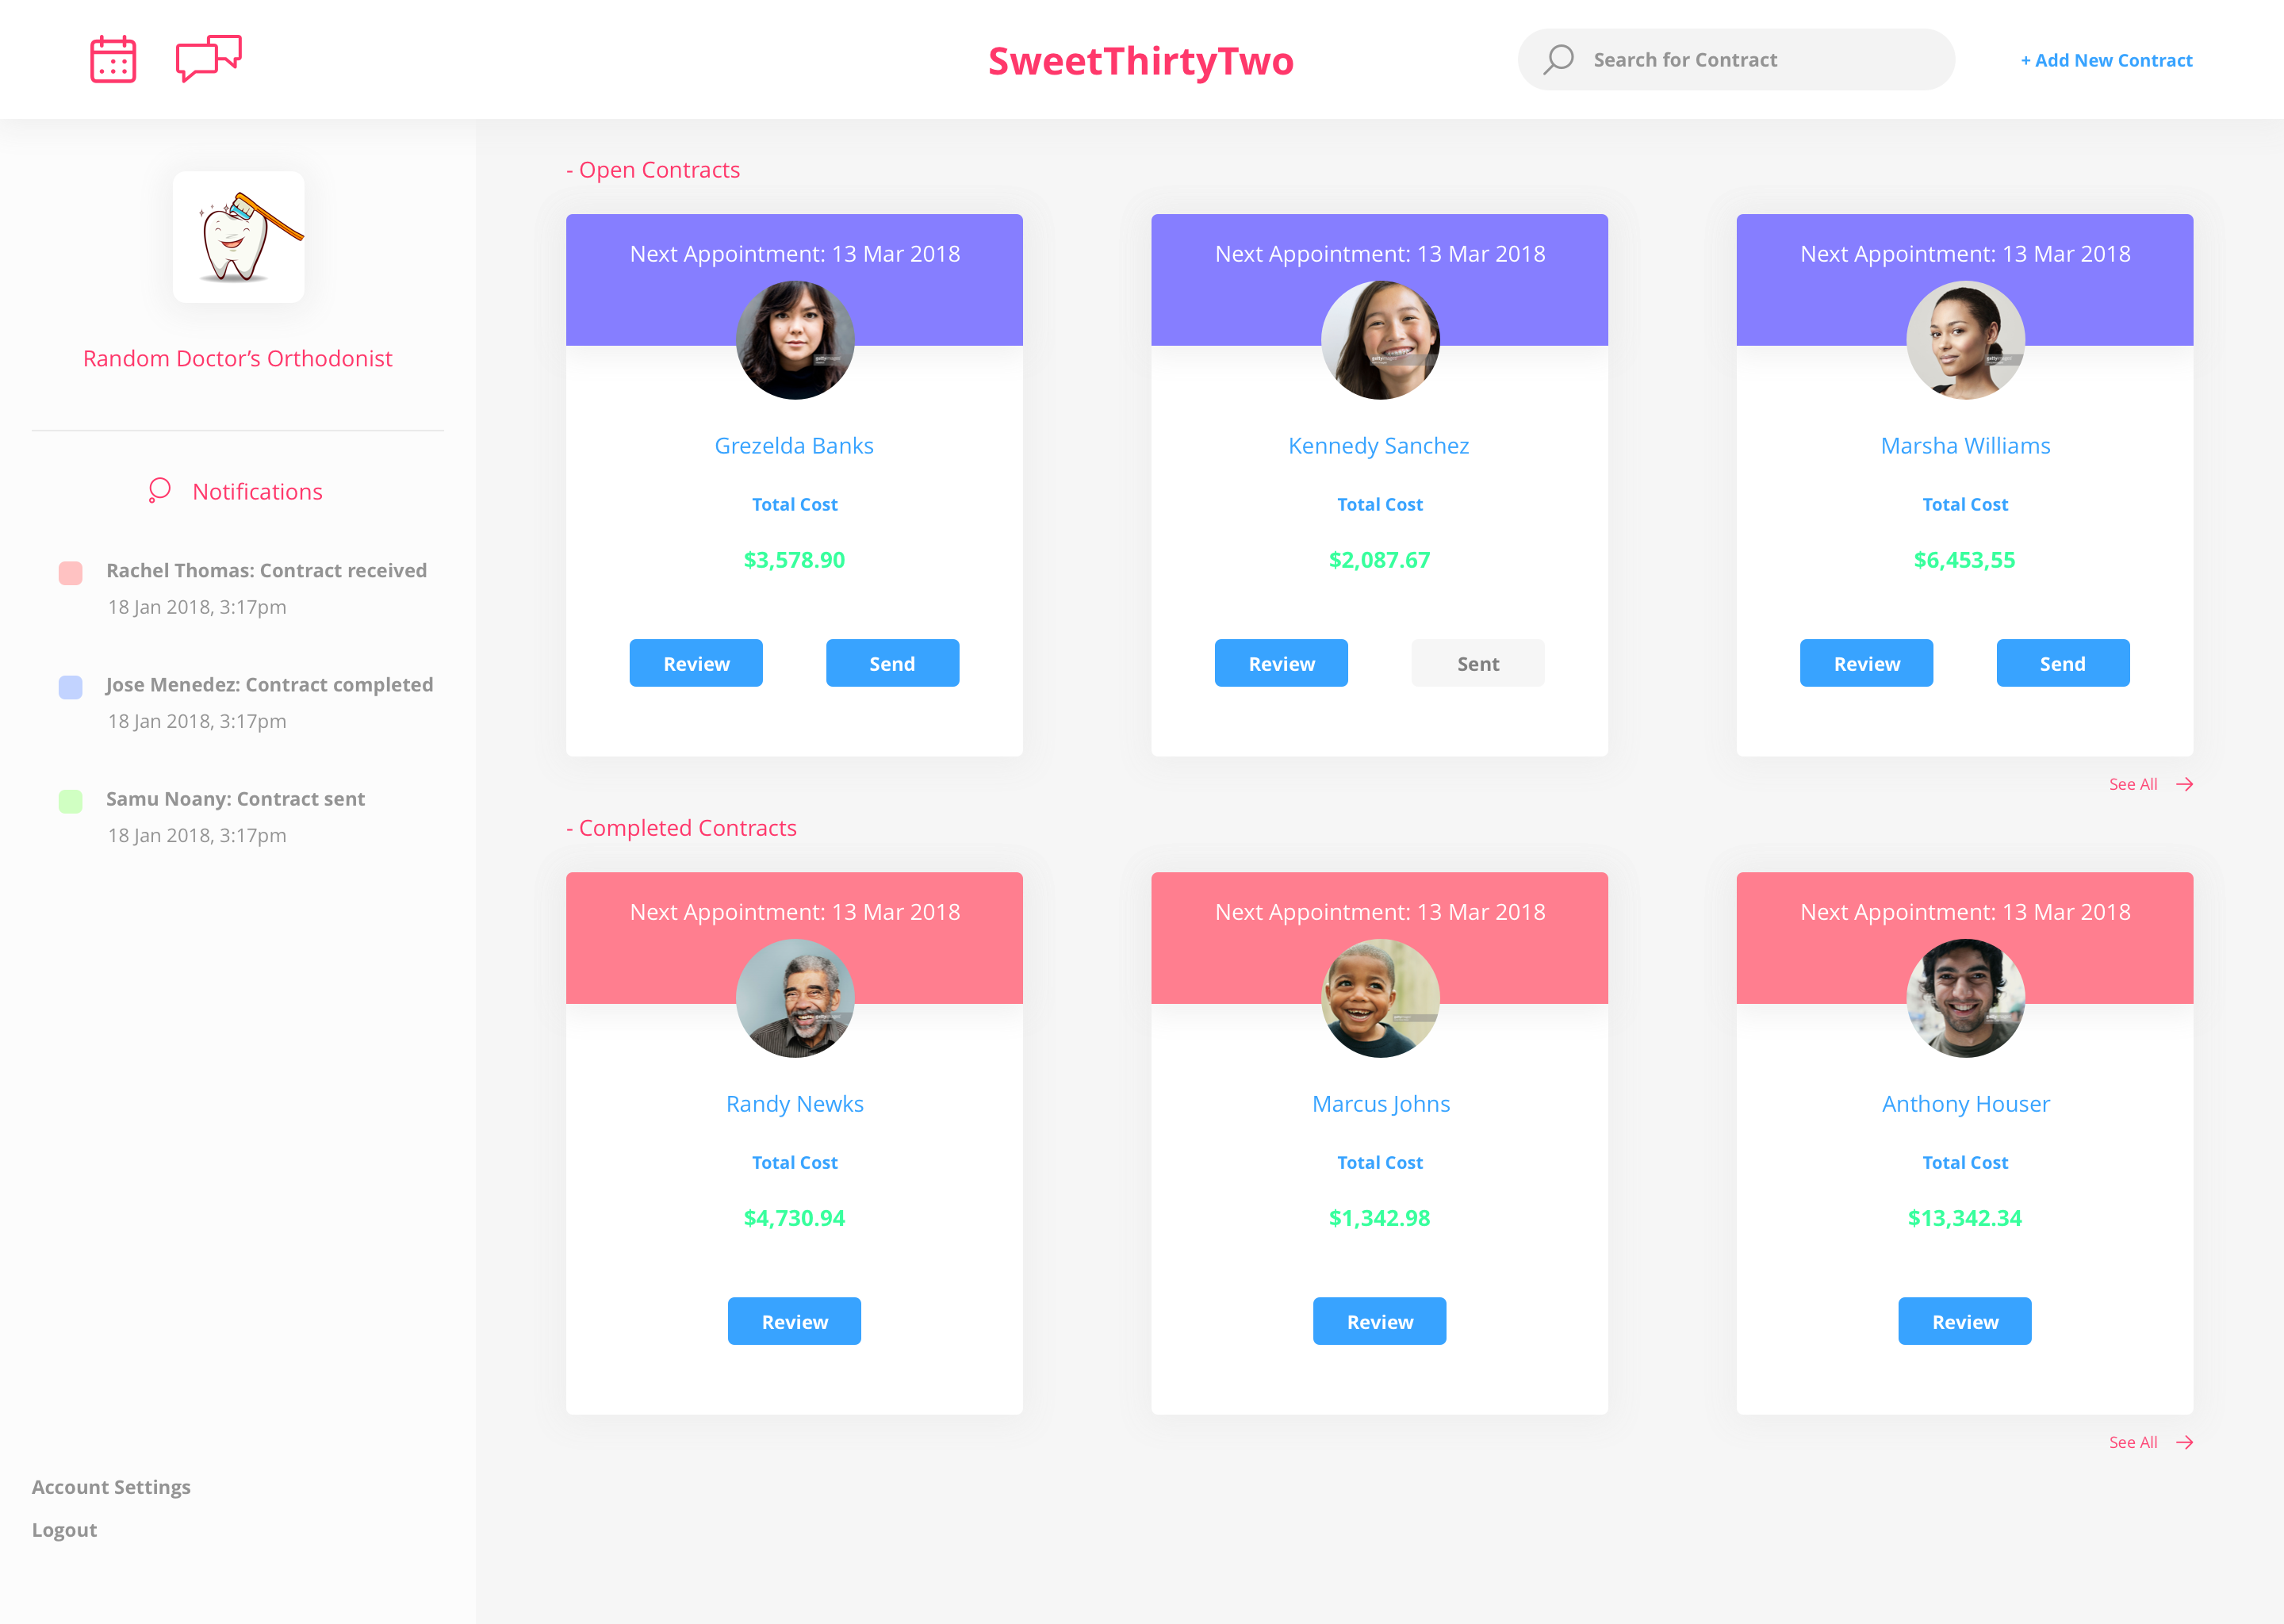 SweetThirtyTwo
Search for Contract
+ Add New Contract
Random Doctor’s Orthodonist
Notifications
Rachel Thomas: Contract received
18 Jan 2018, 3:17pm
Jose Menedez: Contract completed
18 Jan 2018, 3:17pm
Samu Noany: Contract sent
18 Jan 2018, 3:17pm
Account Settings
Logout
- Open Contracts
Next Appointment: 13 Mar 2018
Grezelda Banks
Total Cost
$3,578.90
Review
Send
Next Appointment: 13 Mar 2018
Kennedy Sanchez
Total Cost
$2,087.67
Review
Sent
Next Appointment: 13 Mar 2018
Marsha Williams
Total Cost
$6,453,55
Review
Send
See All
- Completed Contracts
Next Appointment: 13 Mar 2018
Randy Newks
Total Cost
$4,730.94
Review
Next Appointment: 13 Mar 2018
Marcus Johns
Total Cost
$1,342.98
Review
Next Appointment: 13 Mar 2018
Anthony Houser
Total Cost
$13,342.34
Review
See All